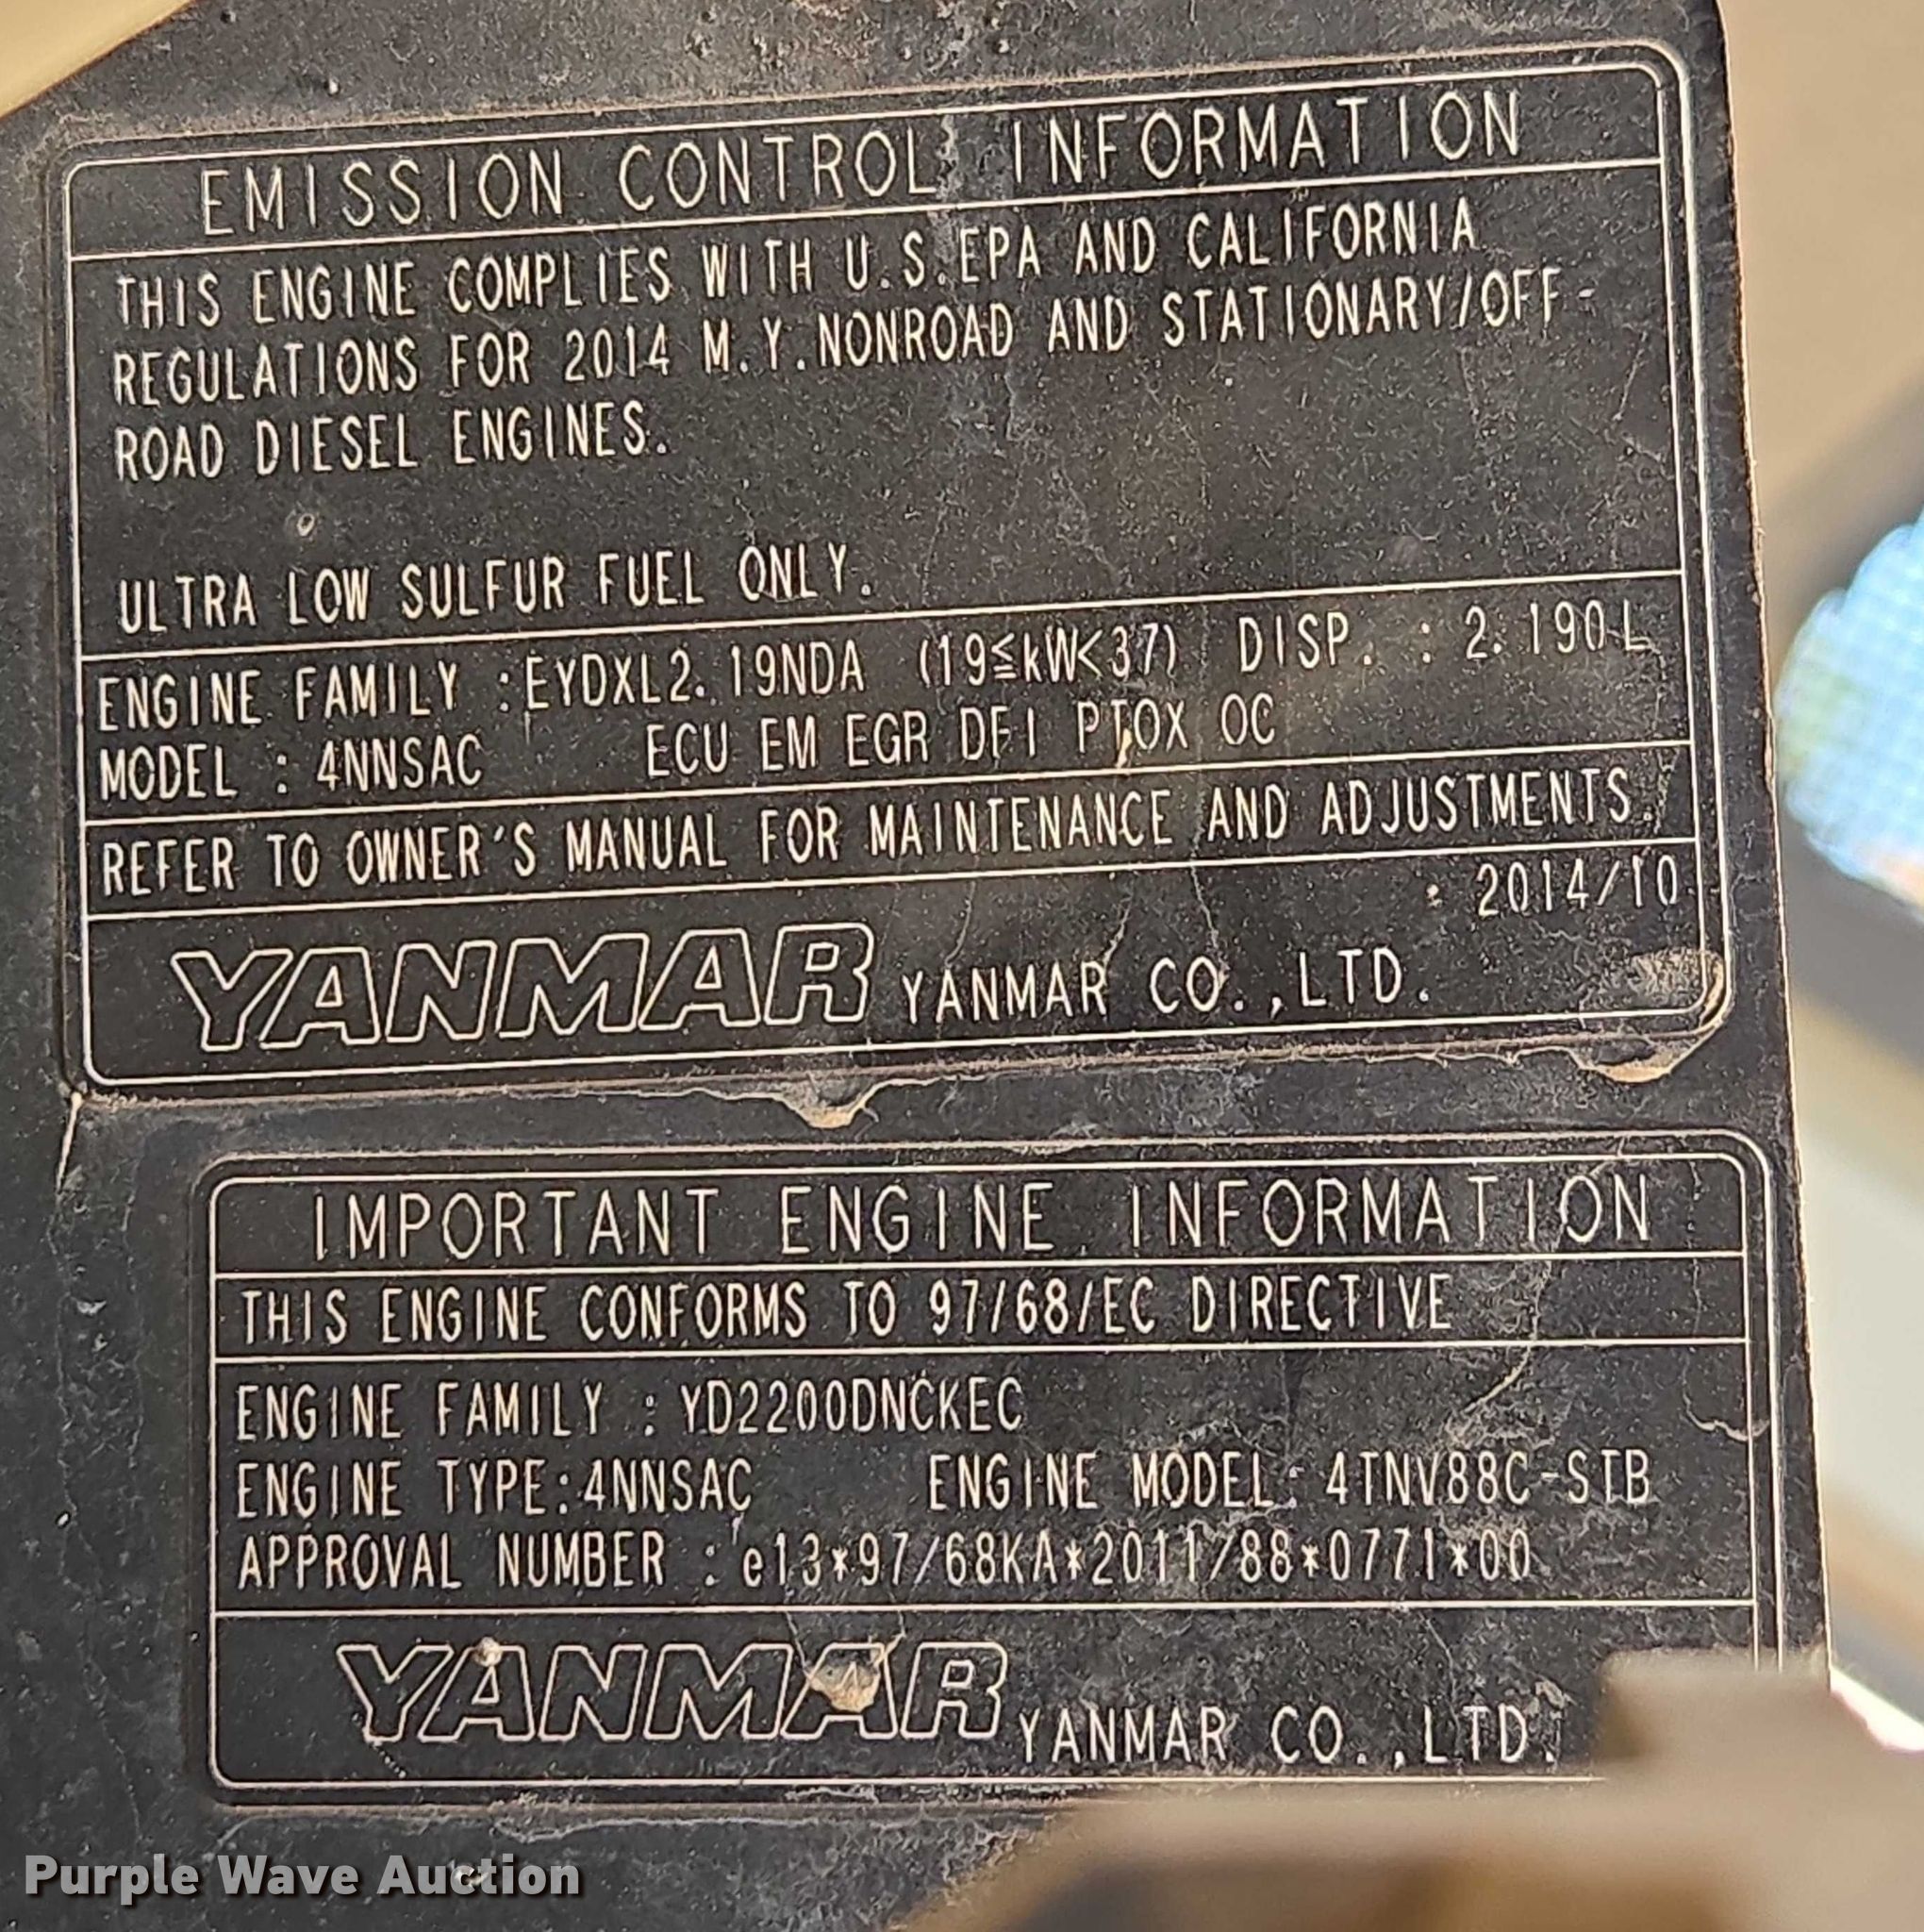 EMISSION CONTROL INFORMATION
THIS ENGINE COMPLIES WITH U.S.EPA AND CALIFORNIA
REGULATIONS FOR 2014 M.Y.NONROAD AND STATIONARY/OFF-
ROAD DIESEL ENGINES.
ULTRA LOW SULFUR FUEL ONLY.
ENGINE FAMILY :EYDXL2.19NDA (19≦kW<37) DISP. : 2.190L
MODEL : 4NNSAC ECU EM EGR DFI PTOX OC
REFER TO OWNER'S MANUAL FOR MAINTENANCE AND ADJUSTMENTS.
: 2014/10
YANMAR YANMAR CO.,LTD.
IMPORTANT ENGINE INFORMATION
THIS ENGINE CONFORMS TO 97/68/EC DIRECTIVE
ENGINE FAMILY : YD2200DNCKEC
ENGINE TYPE:4NNSAC ENGINE MODEL: 4TNV88C-STB
APPROVAL NUMBER : e13*97/68KA*2011/88*0771*00
YANMAR YANMAR CO.,LTD.
Purple Wave Auction